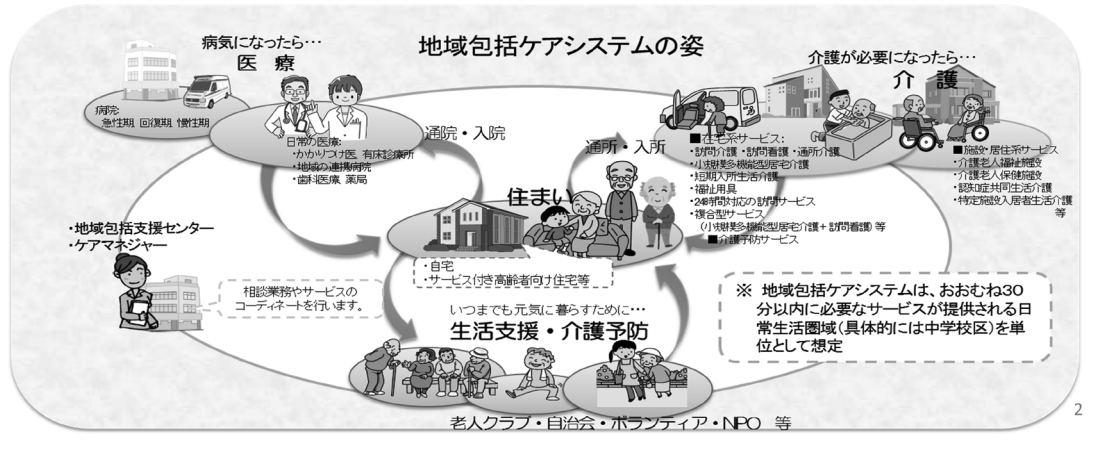 地域包括ケアシステムの姿
病気になったら…
医 療
病院:
急性期、回復期、慢性期
日常の医療:
・かかりつけ医、有床診療所
・地域の連携病院
・歯科医療、薬局
通院・入院
通所・入所
介護が必要になったら…
介 護
■在宅系サービス:
・訪問介護・訪問看護・通所介護
・小規模多機能型居宅介護
・短期入所生活介護
・福祉用具
・24時間対応の訪問サービス
・複合型サービス
(小規模多機能型居宅介護+訪問看護)等
■介護予防サービス
■施設・居住系サービス
・介護老人福祉施設
・介護老人保健施設
・認知症共同生活介護
・特定施設入居者生活介護
等
住まい
・自宅
・サービス付き高齢者向け住宅等
・地域包括支援センター
・ケアマネジャー
相談業務やサービスの
コーディネートを行います。
いつまでも元気に暮らすために…
生活支援・介護予防
老人クラブ・自治会・ボランティア・NPO 等
※ 地域包括ケアシステムは、おおむね30
分以内に必要なサービスが提供される日
常生活圏域(具体的には中学校区)を単
位として想定
2